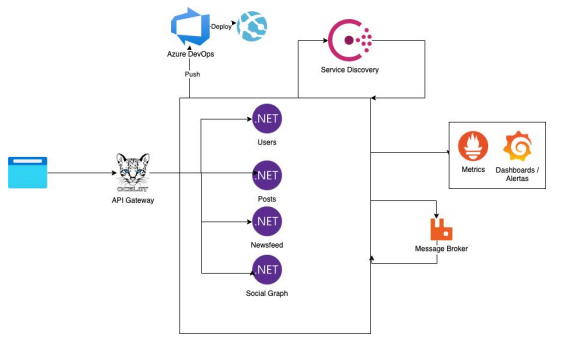 Deploy
Azure DevOps
Push
Service Discovery
.NET
Users
OCELOT
API Gateway
.NET
Posts
.NET
Newsfeed
.NET
Social Graph
Metrics
Dashboards /
Alertas
Message Broker